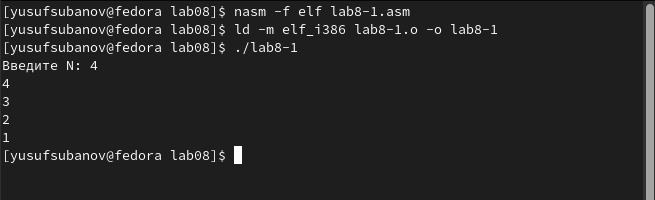 [yusufsubanov@fedora lab08]$ nasm -f elf lab8-1.asm
[yusufsubanov@fedora lab08]$ ld -m elf_i386 lab8-1.o -o lab8-1
[yusufsubanov@fedora lab08]$ ./lab8-1
Введите N: 4
4
3
2
1
[yusufsubanov@fedora lab08]$